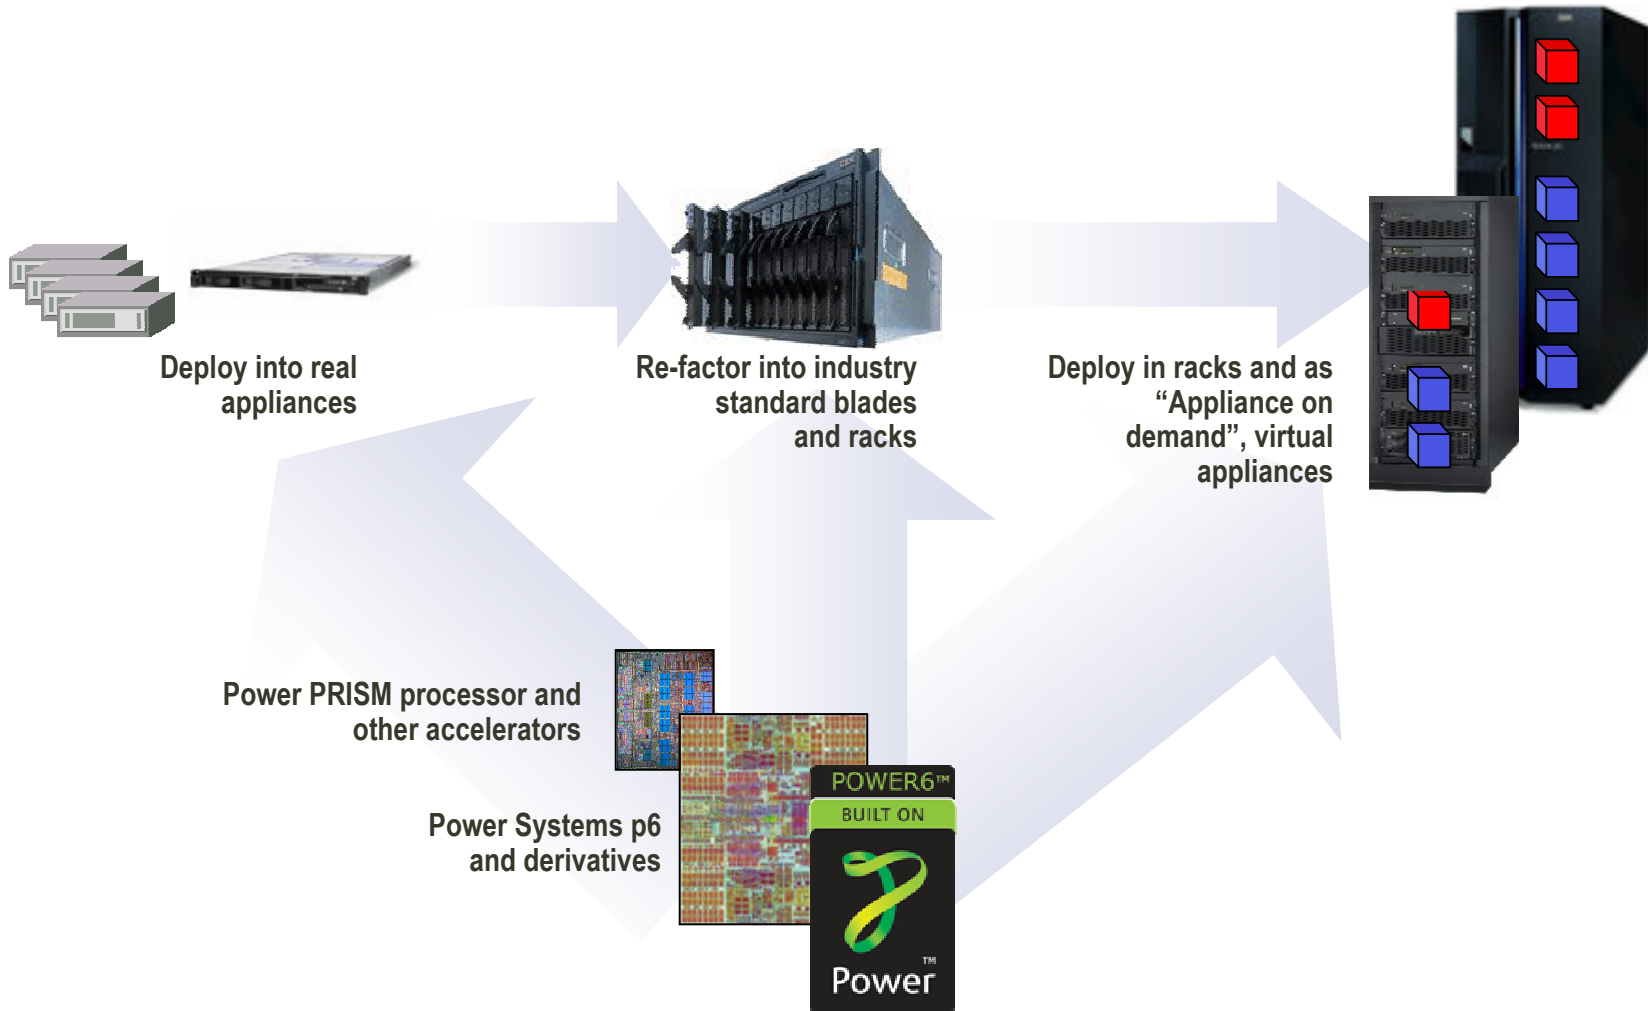 Deploy into real
appliances
Re-factor into industry
standard blades
and racks
Deploy in racks and as
“Appliance on
demand”, virtual
appliances
Power PRISM processor and
other accelerators
Power Systems p6
and derivatives
POWER6™
BUILT ON
Power™